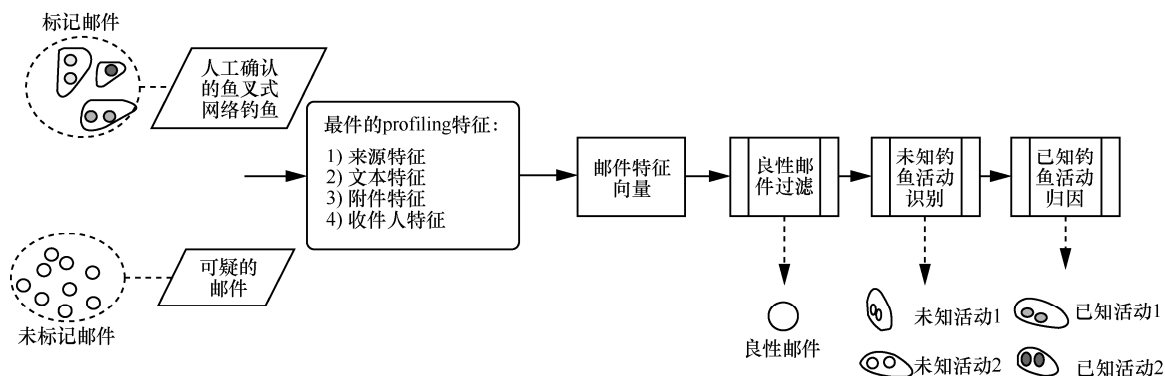 标记邮件
人工确认
的鱼叉式
网络钓鱼
最件的profiling特征：
1) 来源特征
2) 文本特征
3) 附件特征
4) 收件人特征
邮件特征
向量
良性邮
件过滤
未知钓
鱼活动
识别
已知钓
鱼活动
归因
可疑的
邮件
未标记邮件
良性邮件
未知活动1
未知活动2
已知活动1
已知活动2